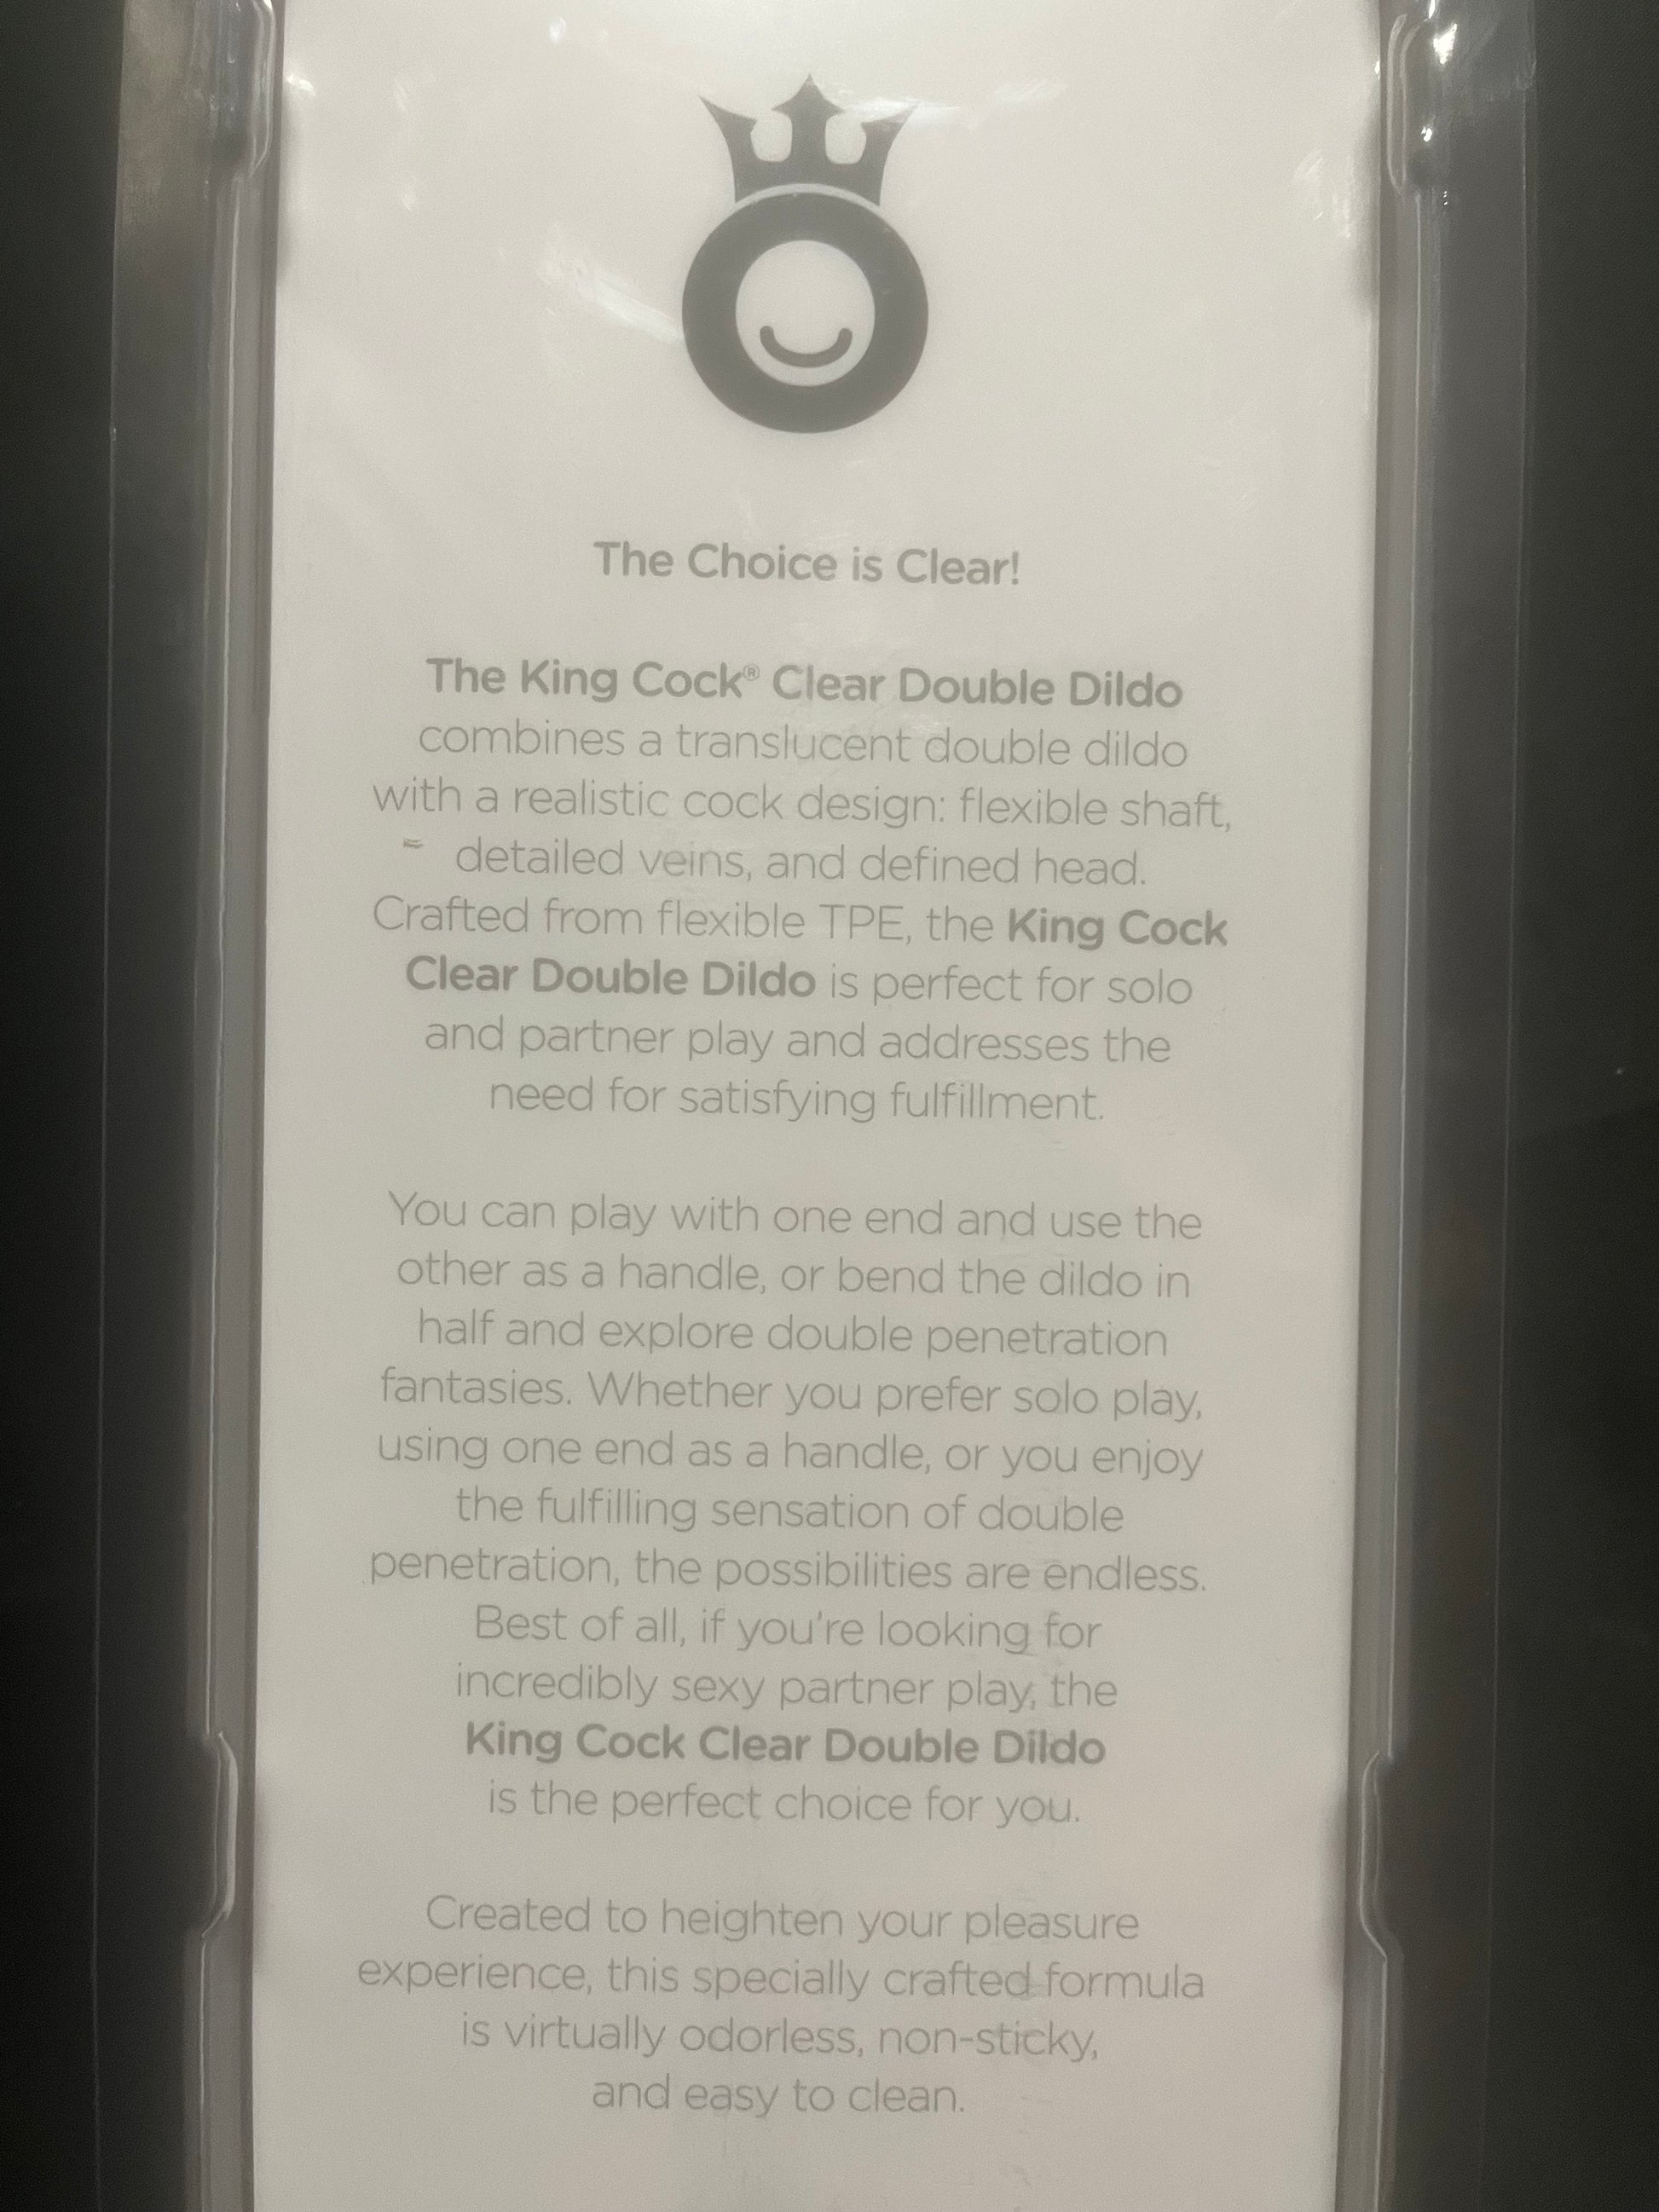 The Choice is Clear!
The King Cock® Clear Double Dildo
combines a translucent double dildo
with a realistic cock design: flexible shaft,
detailed veins, and defined head.
Crafted from flexible TPE, the King Cock
Clear Double Dildo is perfect for solo
and partner play and addresses the
need for satisfying fulfillment.
You can play with one end and use the
other as a handle, or bend the dildo in
half and explore double penetration
fantasies. Whether you prefer solo play,
using one end as a handle, or you enjoy
the fulfilling sensation of double
penetration, the possibilities are endless.
Best of all, if you're looking for
incredibly sexy partner play, the
King Cock Clear Double Dildo
is the perfect choice for you.
Created to heighten your pleasure
experience, this specially crafted formula
is virtually odorless, non-sticky,
and easy to clean.